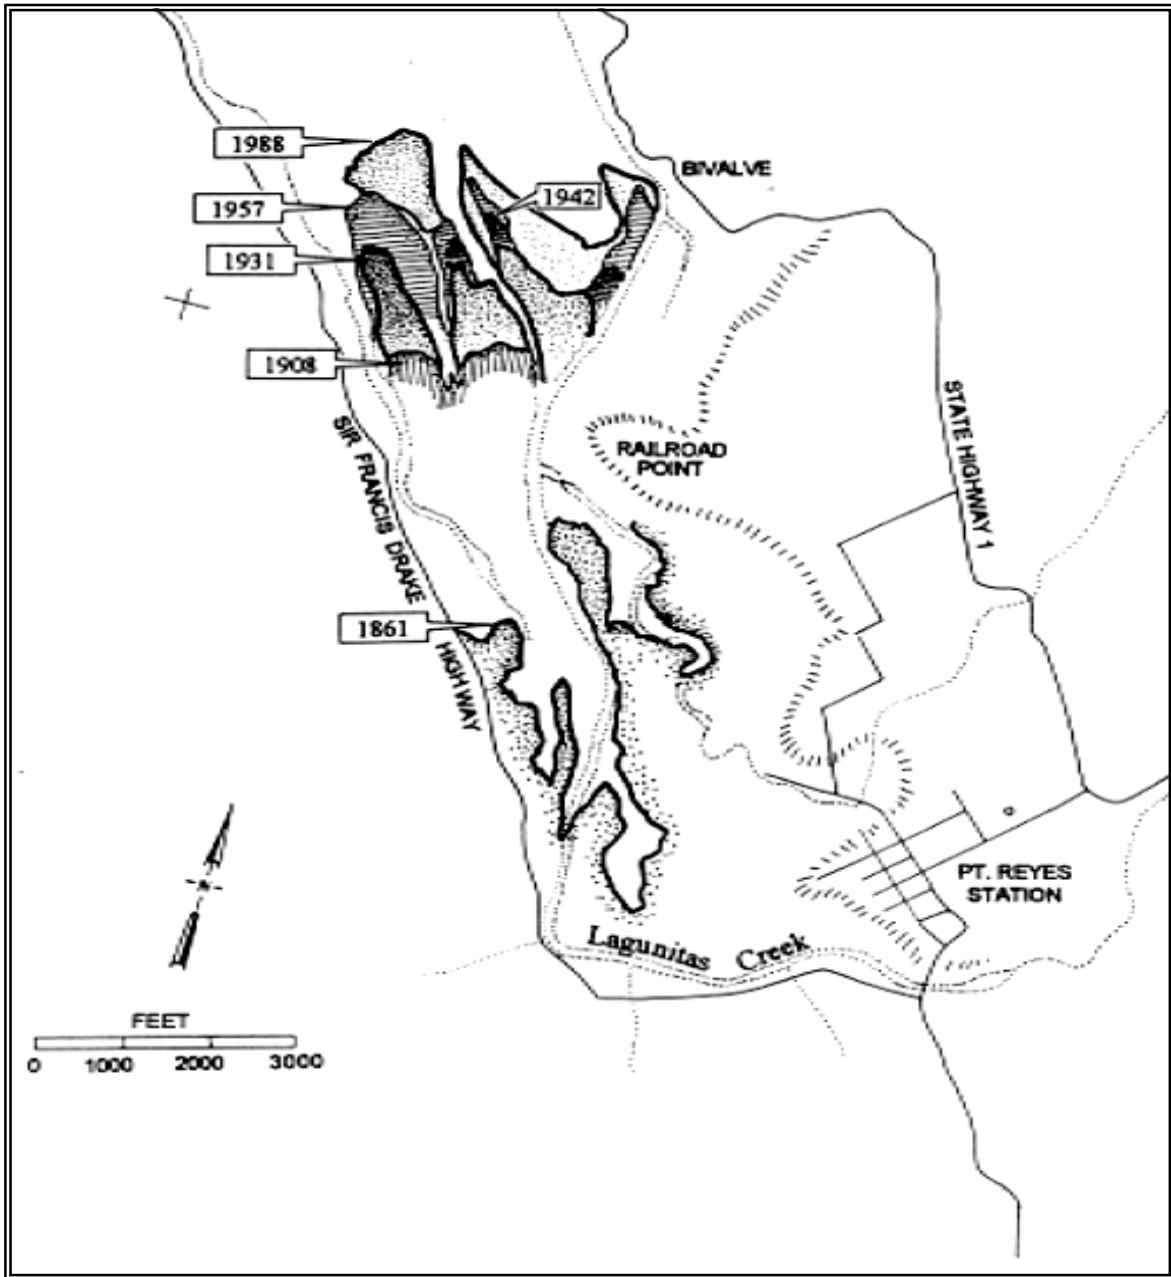 1988
BIVALVE
1957
1942
1931
1908
RAILROAD
POINT
STATE HIGHWAY 1
SIR FRANCIS DRAKE
HIGHWAY
1861
PT. REYES
STATION
Lagunitas Creek
FEET
0 1000 2000 3000